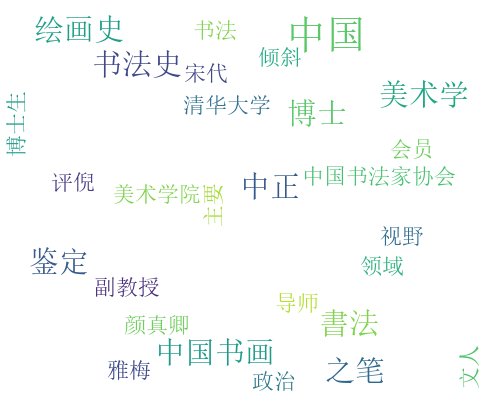 绘画史
书法
中国
书法史
宋代
倾斜
清华大学
美术学
博士
博士生
会员
评倪
美术学院
主要
中正
中国书法家协会
视野
鉴定
领域
副教授
导师
颜真卿
書法
中国书画
雅梅
政治
之笔
文人